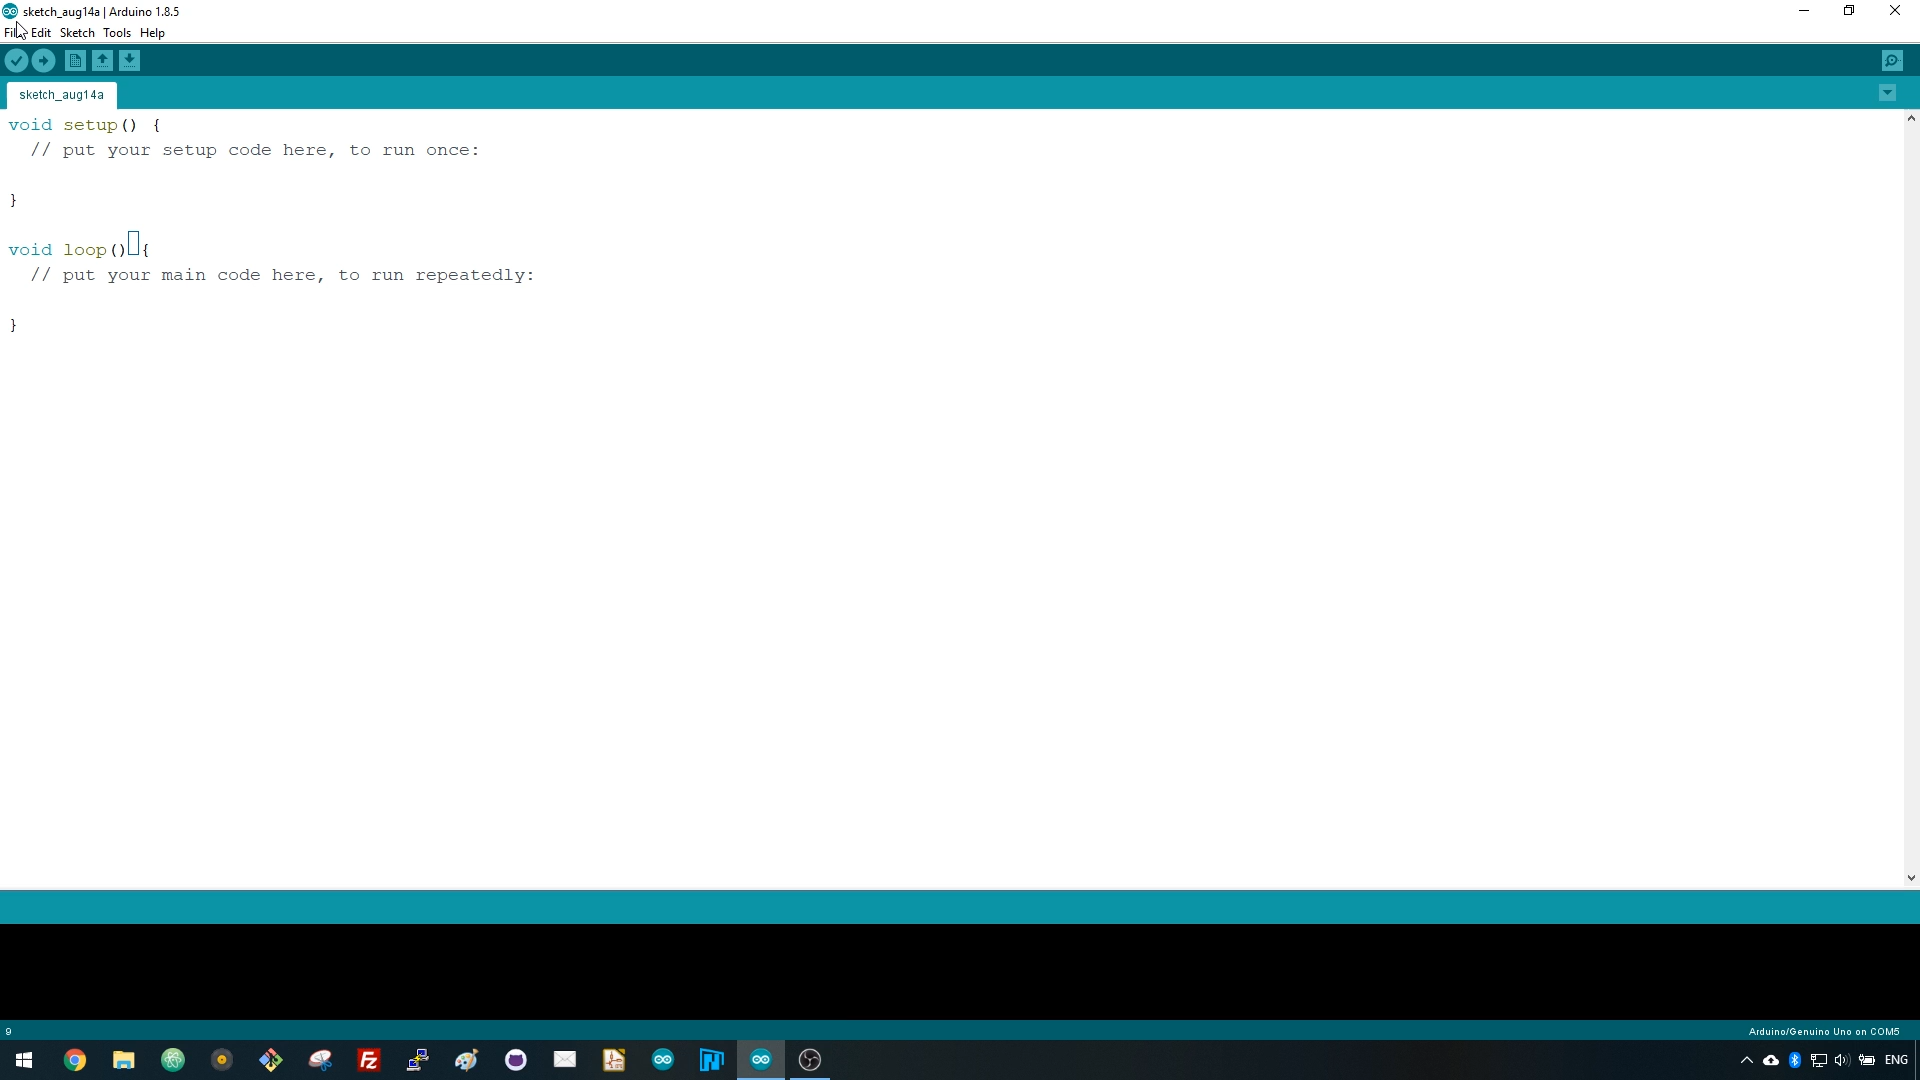 sketch_aug14a | Arduino 1.8.5
File Edit Sketch Tools Help
sketch_aug14a
void setup() {
  // put your setup code here, to run once:
}
void loop() {
  // put your main code here, to run repeatedly:
}
9
Arduino/Genuino Uno on COM5
Fz
ENG